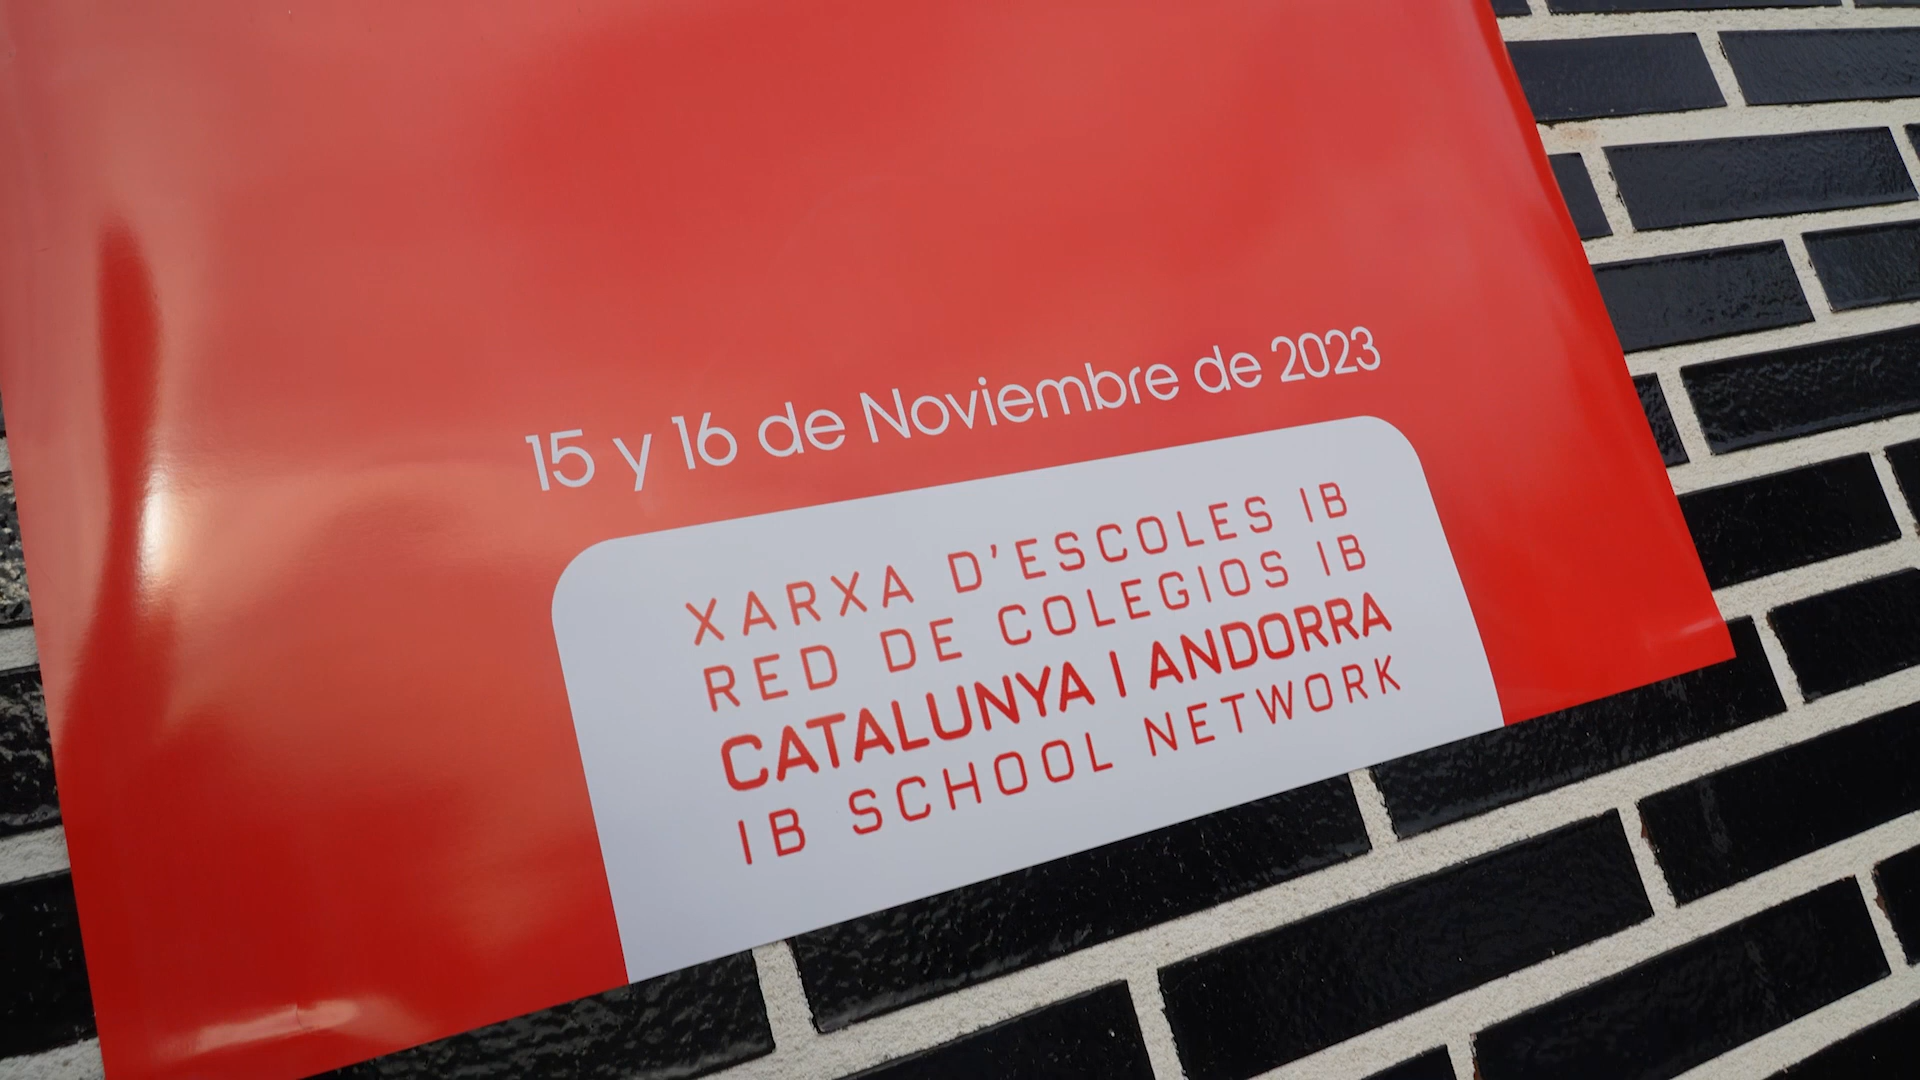 15 y 16 de Noviembre de 2023
XARXA D'ESCOLES IB
RED DE COLEGIOS IB
CATALUNYA I ANDORRA
IB SCHOOL NETWORK